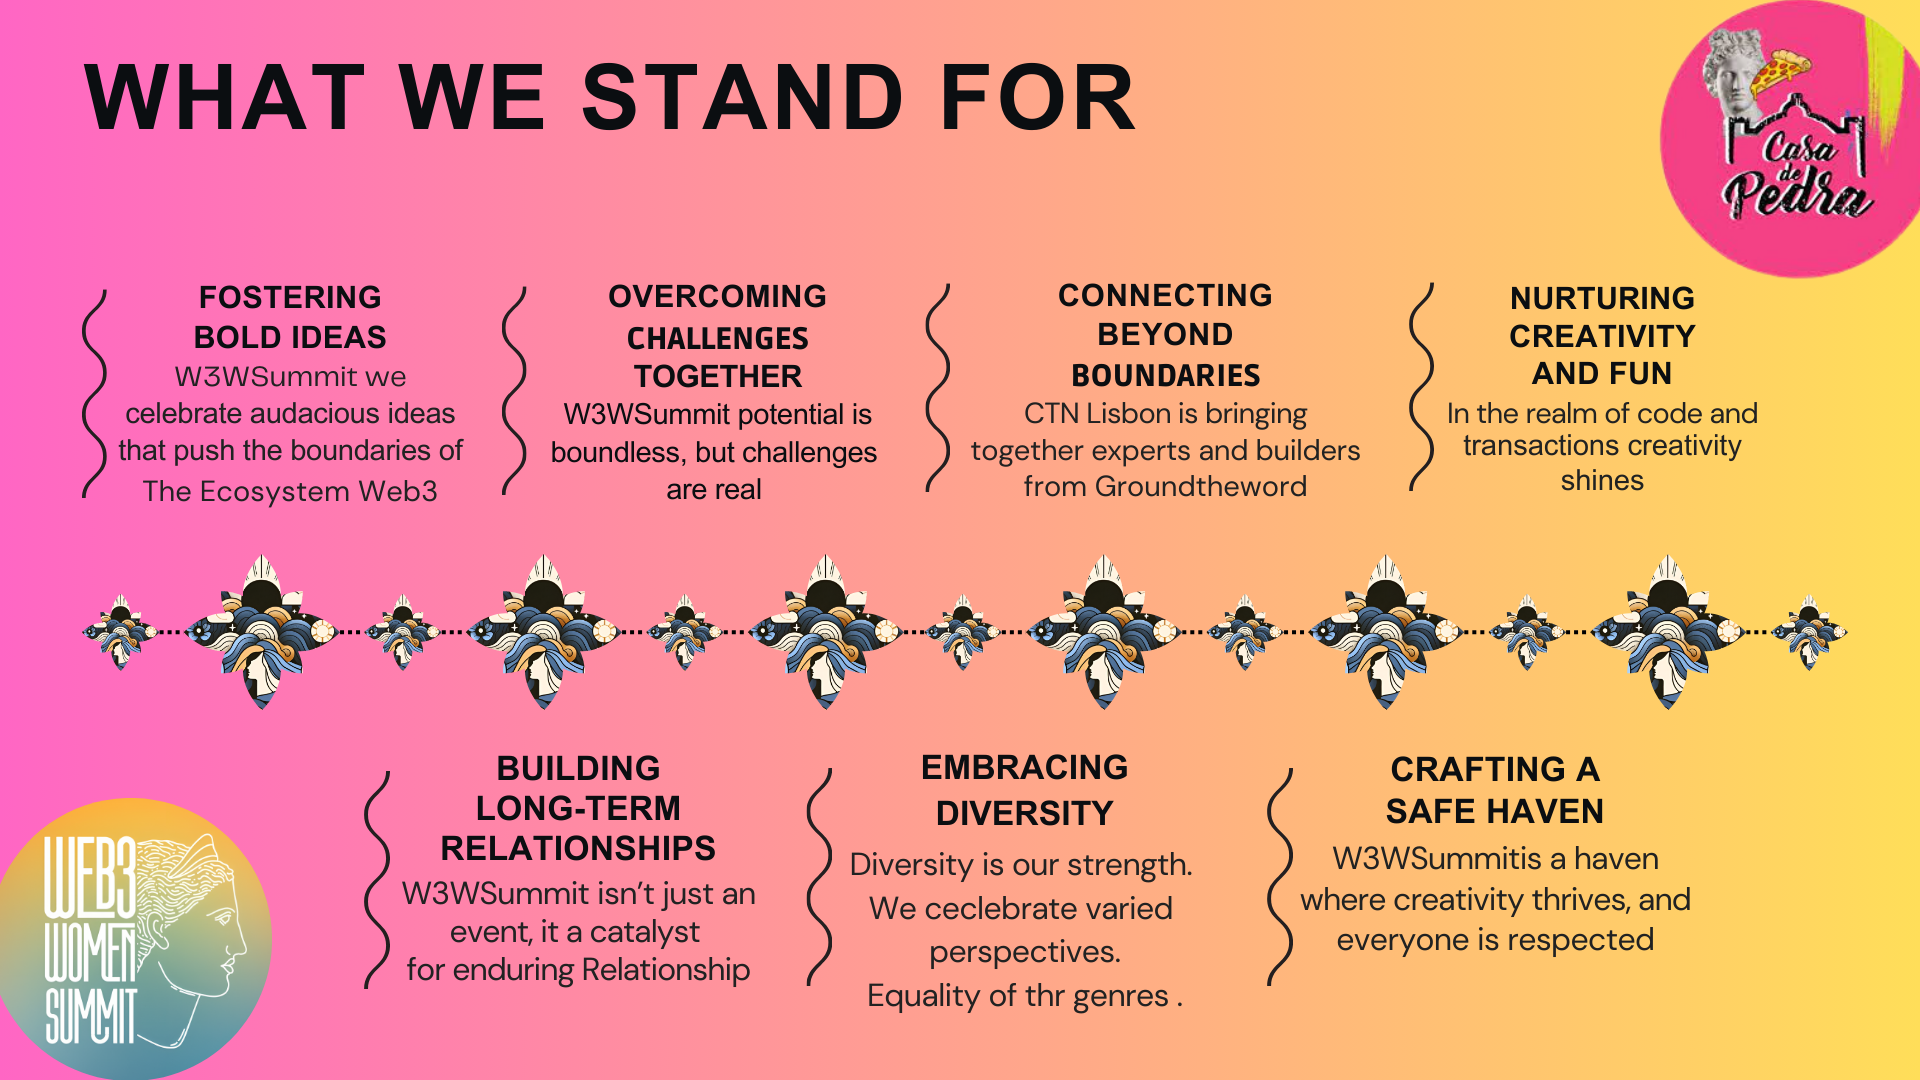 WHAT WE STAND FOR
Casa
de
Pedra
FOSTERING
BOLD IDEAS
W3WSummit we
celebrate audacious ideas
that push the boundaries of
The Ecosystem Web3
OVERCOMING
CHALLENGES
TOGETHER
W3WSummit potential is
boundless, but challenges
are real
CONNECTING
BEYOND
BOUNDARIES
CTN Lisbon is bringing
together experts and builders
from Groundtheword
NURTURING
CREATIVITY
AND FUN
In the realm of code and
transactions creativity
shines
BUILDING
LONG-TERM
RELATIONSHIPS
W3WSummit isn’t just an
event, it a catalyst
for enduring Relationship
EMBRACING
DIVERSITY
Diversity is our strength.
We ceclebrate varied
perspectives.
Equality of thr genres .
CRAFTING A
SAFE HAVEN
W3WSummitis a haven
where creativity thrives, and
everyone is respected
WEB3
WOMEN
SUMMIT